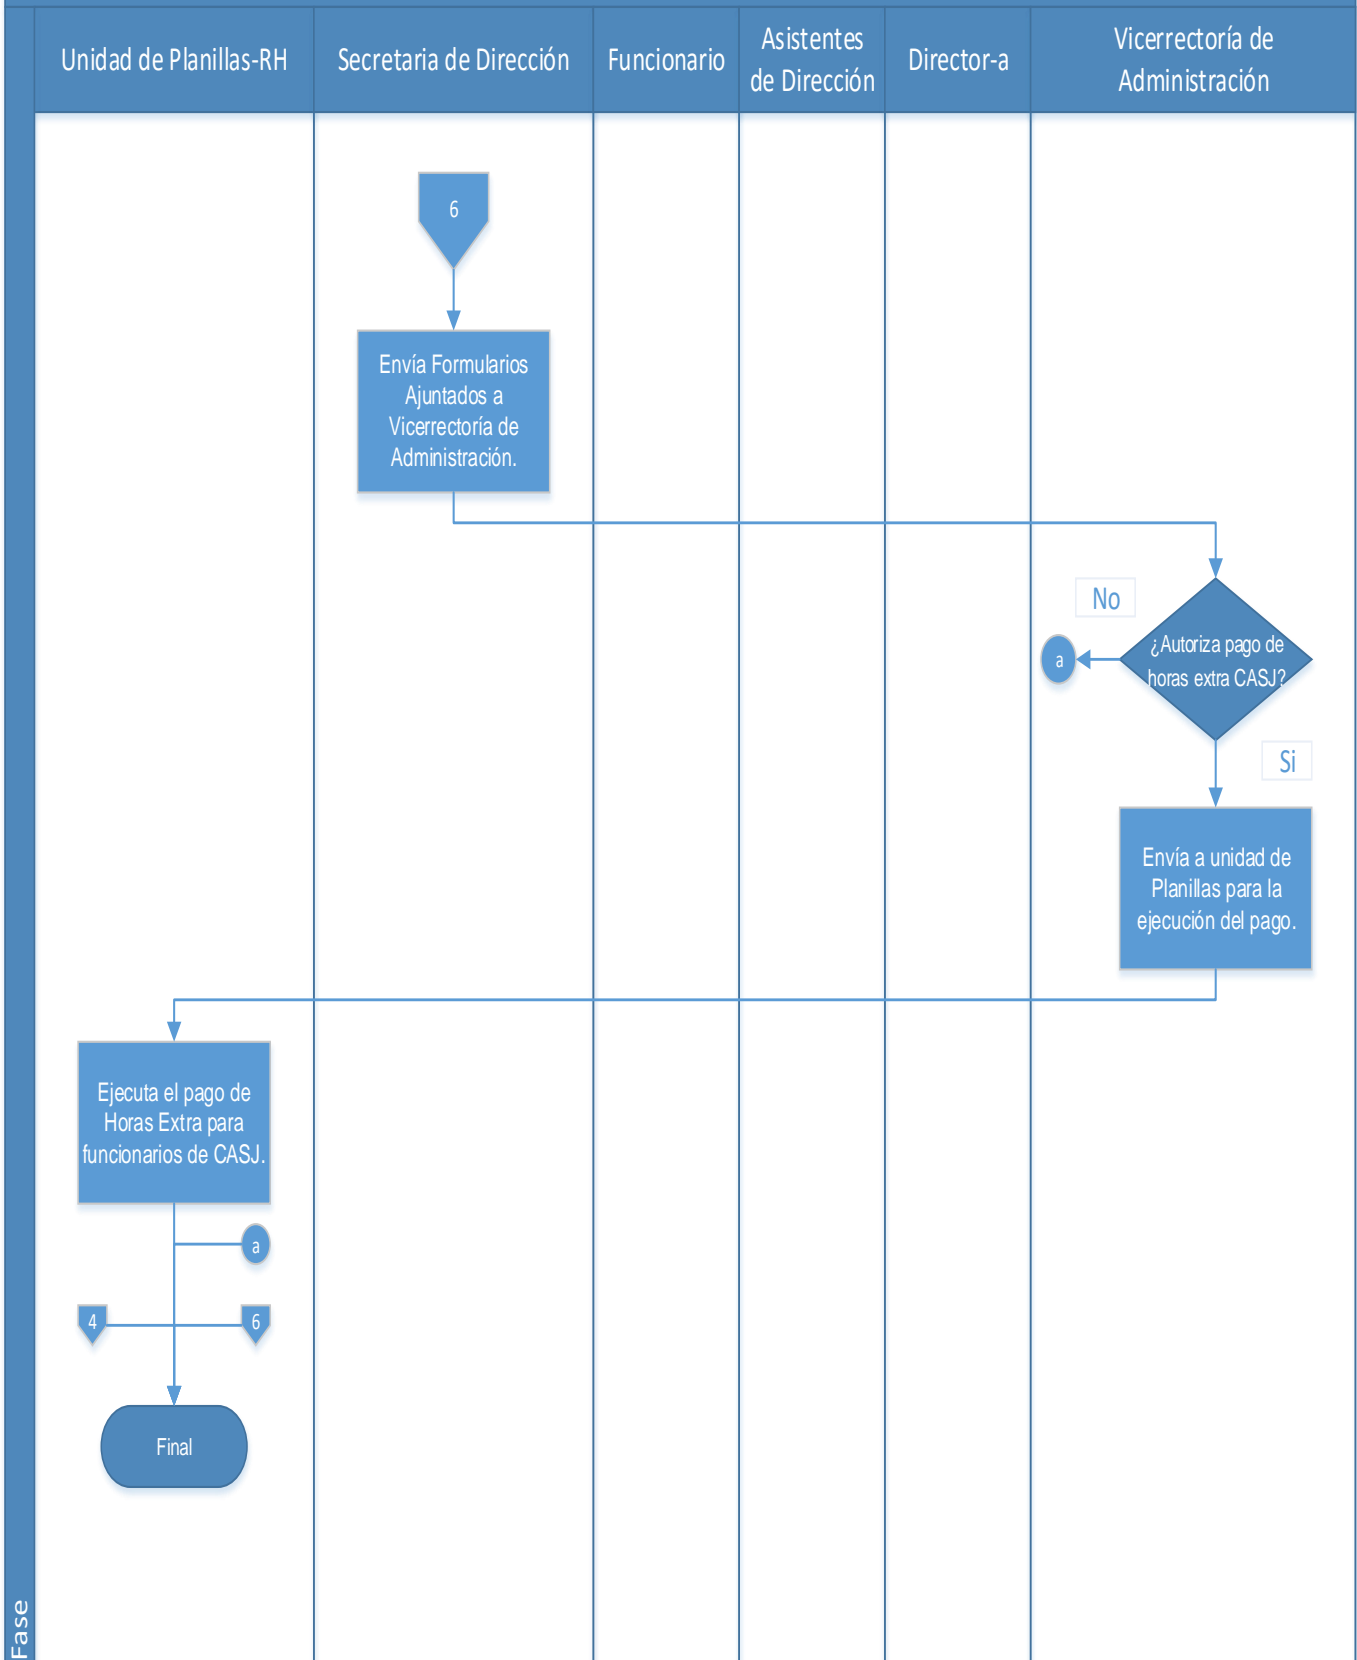 Unidad de Planillas-RH
Secretaria de Dirección
Funcionario
Asistentes
de Dirección
Director-a
Vicerrectoría de
Administración
6
Envía Formularios
Ajuntados a
Vicerrectoría de
Administración.
No
¿Autoriza pago de
horas extra CASJ?
a
Si
Envía a unidad de
Planillas para la
ejecución del pago.
Ejecuta el pago de
Horas Extra para
funcionarios de CASJ.
a
4
6
Final
Fase